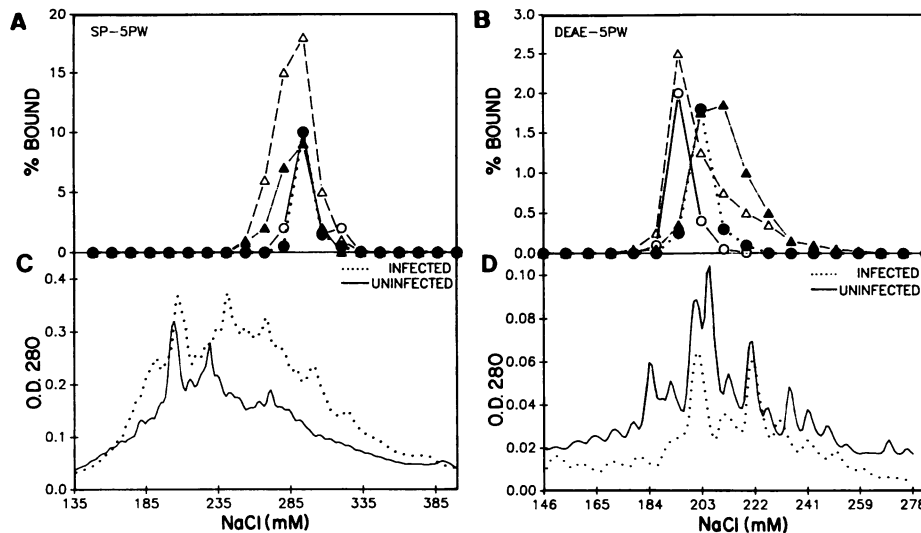 A
SP-5PW
20
15
10
5
0
% BOUND
B
DEAE-5PW
3.0
2.5
2.0
1.5
1.0
0.5
0.0
% BOUND
C
INFECTED
UNINFECTED
0.4
0.3
0.2
0.1
0.0
O.D. 280
135 185 235 285 335 385
NaCl (mM)
D
INFECTED
UNINFECTED
0.10
0.08
0.06
0.04
0.02
0.00
O.D. 280
146 165 184 203 222 241 259 278
NaCl (mM)